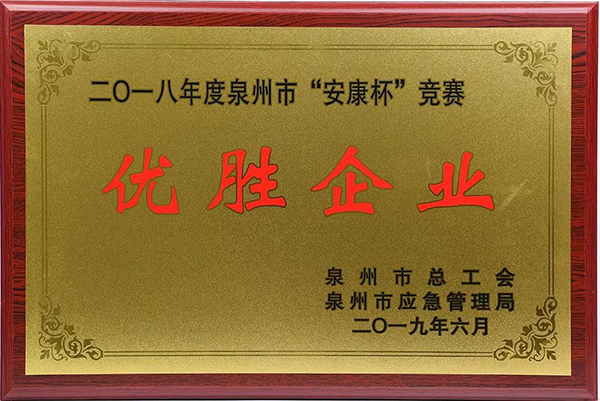 二〇一八年度泉州市“安康杯”竞赛
优胜企业
泉州市总工会
泉州市应急管理局
二〇一九年六月